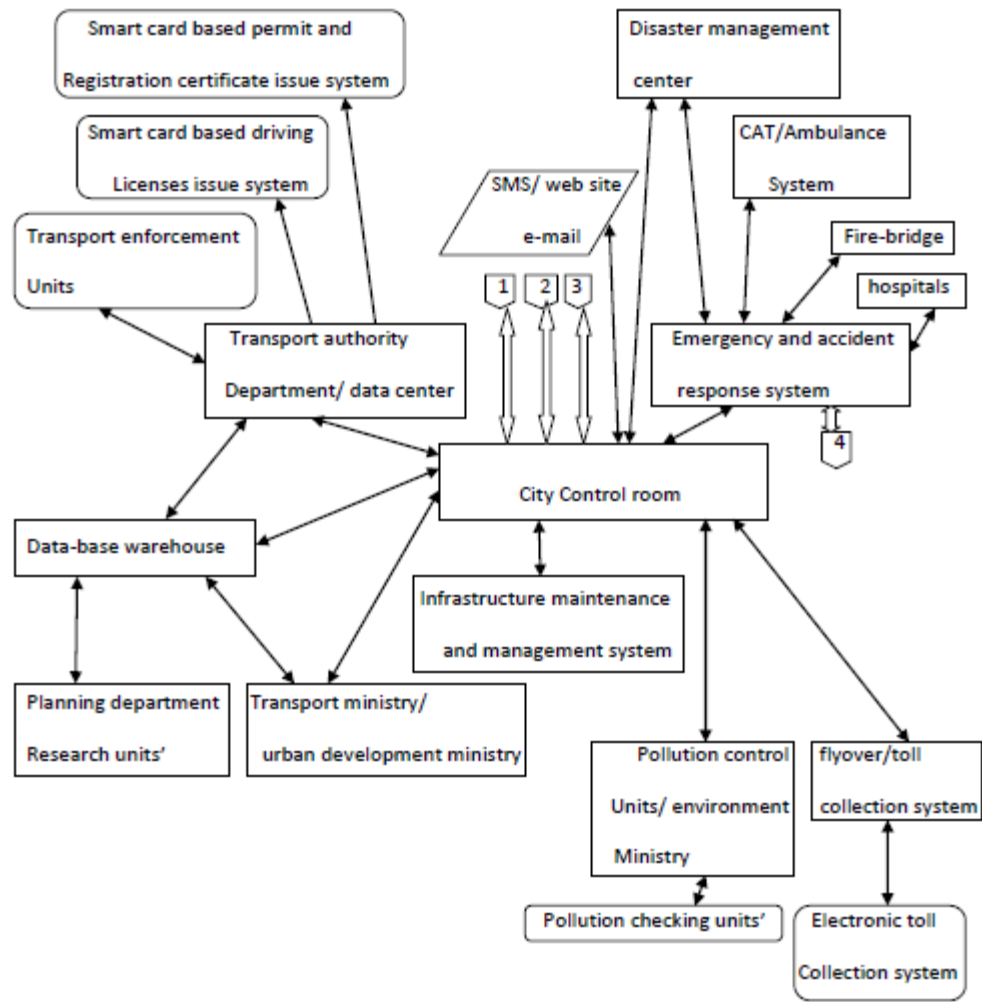 Smart card based permit and
Registration certificate issue system
Disaster management
center
Smart card based driving
Licenses issue system
CAT/Ambulance
System
SMS/ web site
e-mail
Transport enforcement
Units
Fire-bridge
hospitals
1
2
3
Transport authority
Department/ data center
Emergency and accident
response system
4
City Control room
Data-base warehouse
Infrastructure maintenance
and management system
Planning department
Research units'
Transport ministry/
urban development ministry
Pollution control
Units/ environment
Ministry
flyover/toll
collection system
Pollution checking units'
Electronic toll
Collection system